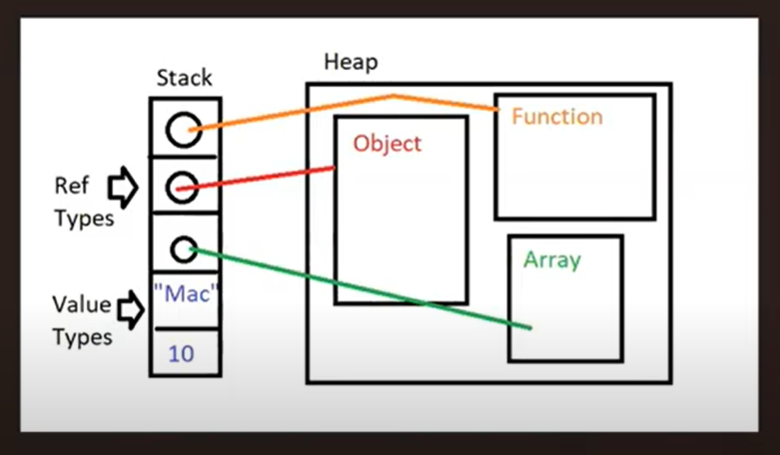 Heap
Stack
Function
Object
Ref
Types
Array
"Mac"
Value
Types
10